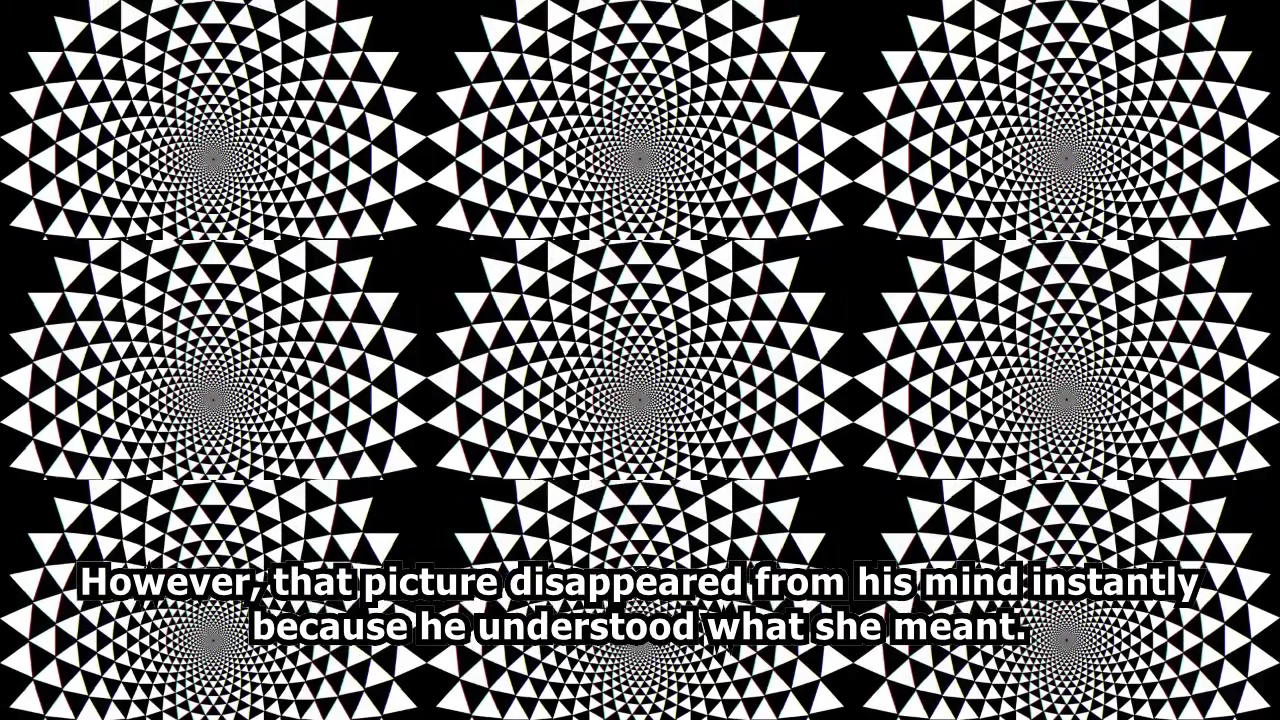 However, that picture disappeared from his mind instantly
because he understood what she meant.